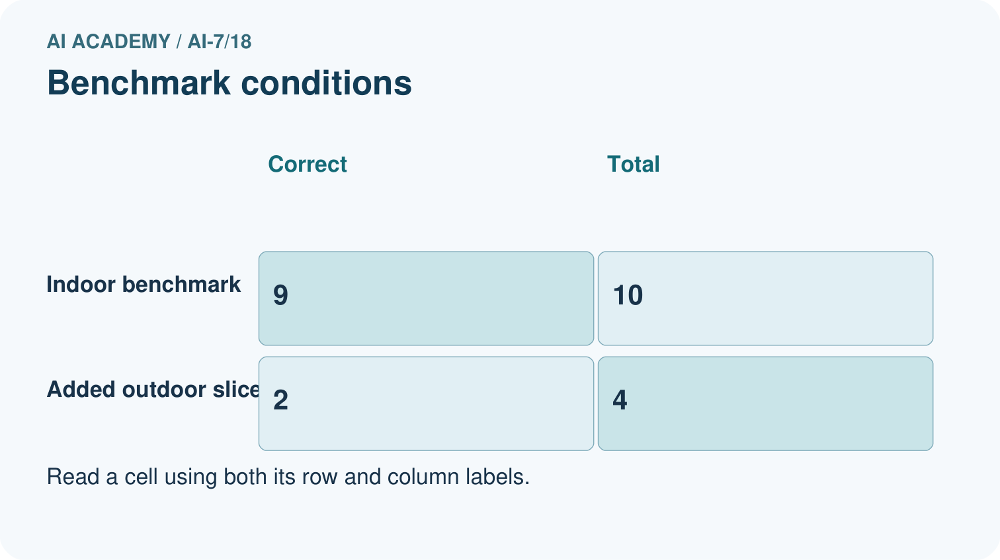 AI ACADEMY / AI-7/18
Benchmark conditions
Correct Total
Indoor benchmark 9 10
Added outdoor slice 2 4
Read a cell using both its row and column labels.